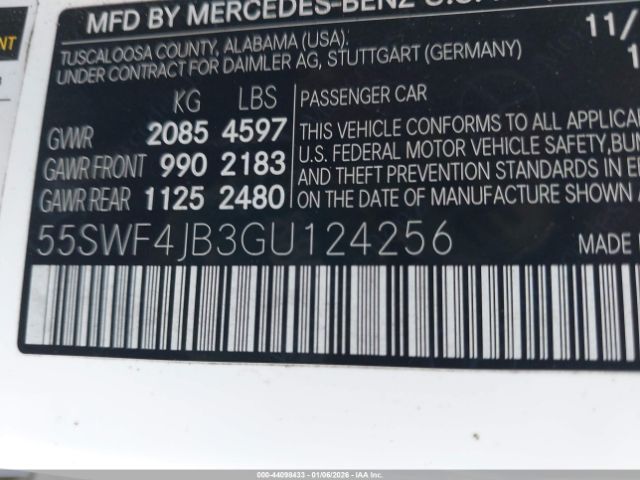 MFD BY MERCEDES-BENZ U.S.
11/
TUSCALOOSA COUNTY, ALABAMA (USA):
UNDER CONTRACT FOR DAIMLER AG, STUTTGART (GERMANY)
KG LBS PASSENGER CAR
GVWR 2085 4597
GAWR FRONT 990 2183
GAWR REAR 1125 2480
THIS VEHICLE CONFORMS TO ALL APPLICA
U.S. FEDERAL MOTOR VEHICLE SAFETY, BUM
AND THEFT PREVENTION STANDARDS IN E
ON THE DATE OF MANUFACTURE SHOWN
55SWF4JB3GU124256
MADE
000-44098433 - 01/06/2026 - IAA Inc.